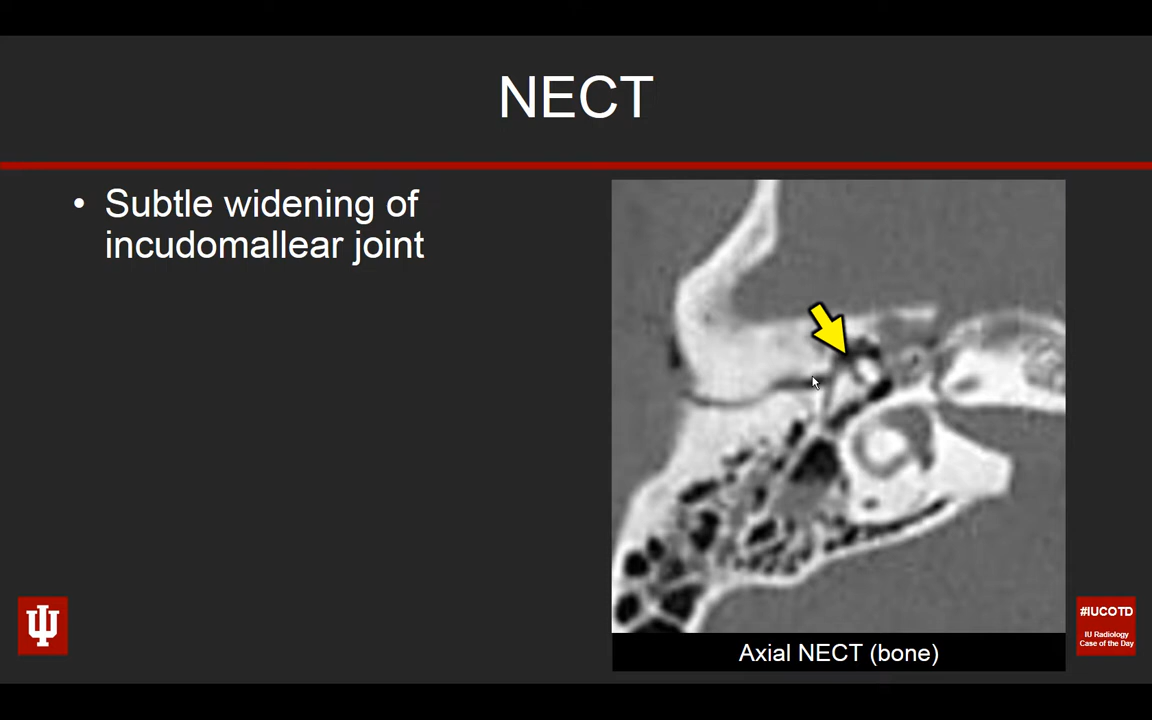 NECT
• Subtle widening of
incudomallear joint
Axial NECT (bone)
#IUCOTD
IU Radiology
Case of the Day